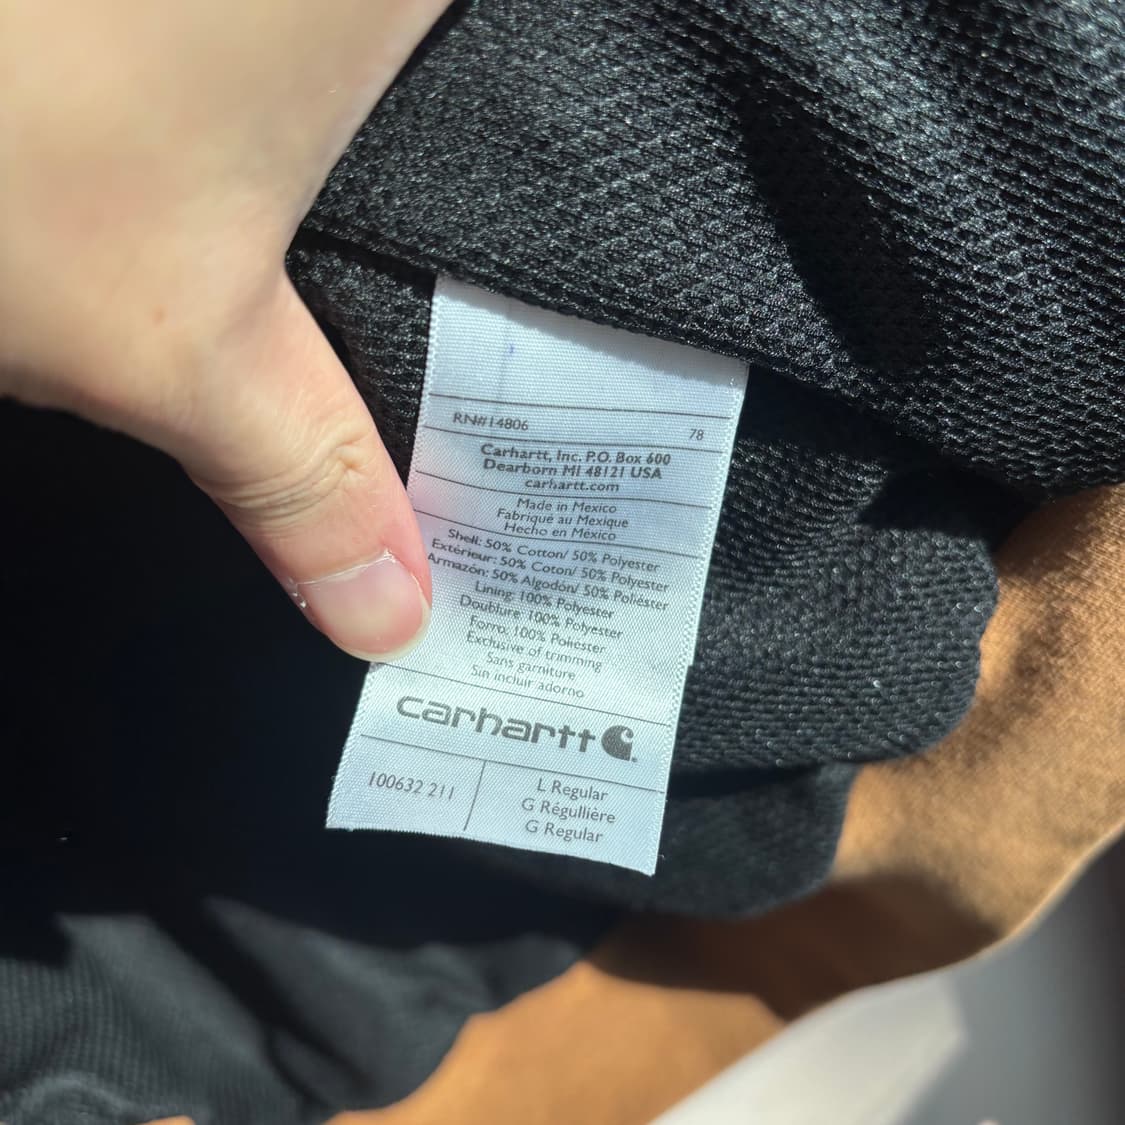 RN#14806 78
Carhartt, Inc. P.O. Box 600
Dearborn MI 48121 USA
carhartt.com
Made in Mexico
Fabriqué au Mexique
Hecho en México
Shell: 50% Cotton/ 50% Polyester
Extérieur: 50% Coton/ 50% Polyester
Armazón: 50% Algodón/ 50% Poliéster
Lining: 100% Polyester
Doublure 100% Polyester
Forro: 100% Poliester
Exclusive of trimming
Sans garniture
Sin incluir adorno
carhartt
100632 211
L Regular
G Régullière
G Regular